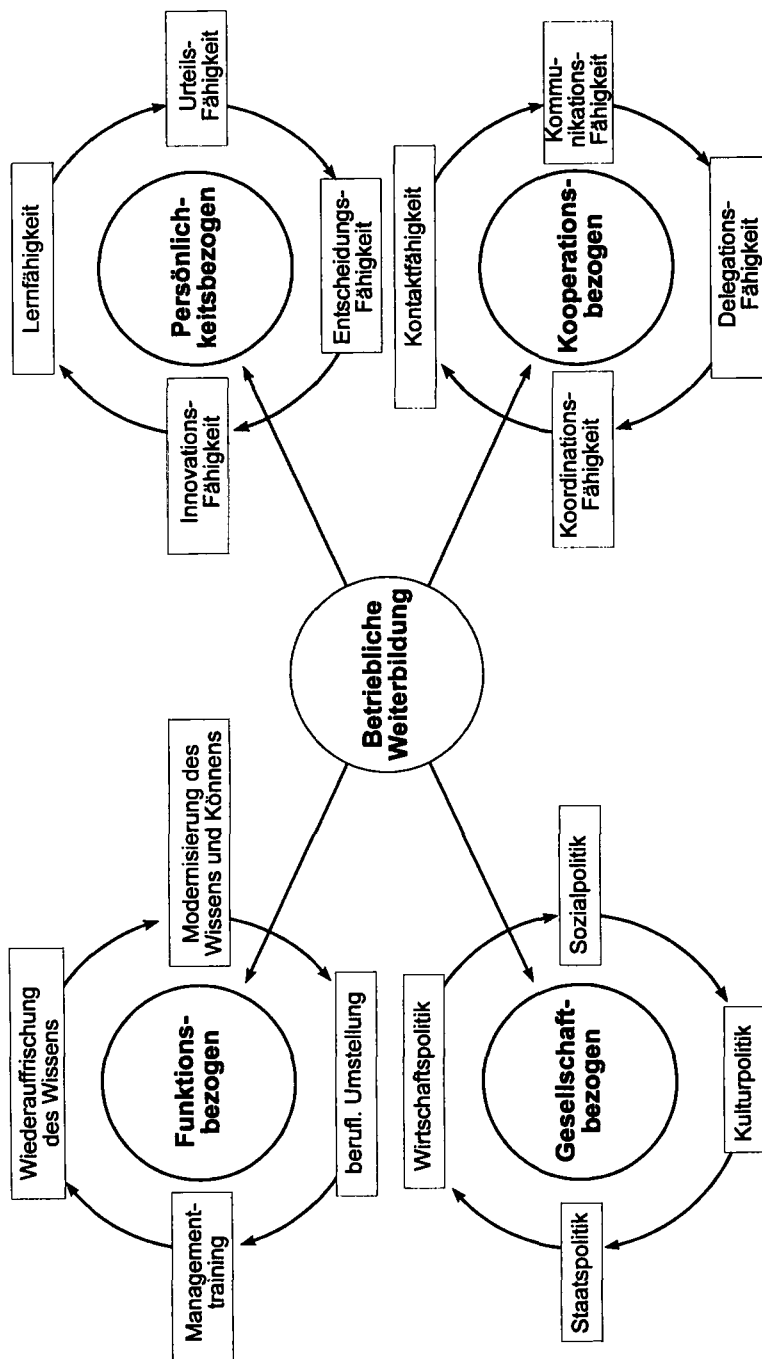 Wiederauffrischung
des Wissens
Modernisierung des
Wissens und Könnens
berufl. Umstellung
Management-
training
Funktions-
bezogen
Lernfähigkeit
Urteils-
Fähigkeit
Entscheidungs-
Fähigkeit
Innovations-
Fähigkeit
Persönlich-
keitsbezogen
Betriebliche
Weiterbildung
Wirtschaftspolitik
Sozialpolitik
Kulturpolitik
Staatspolitik
Gesellschaft-
bezogen
Kontaktfähigkeit
Kommu-
nikations-
Fähigkeit
Delegations-
Fähigkeit
Koordinations-
Fähigkeit
Kooperations-
bezogen